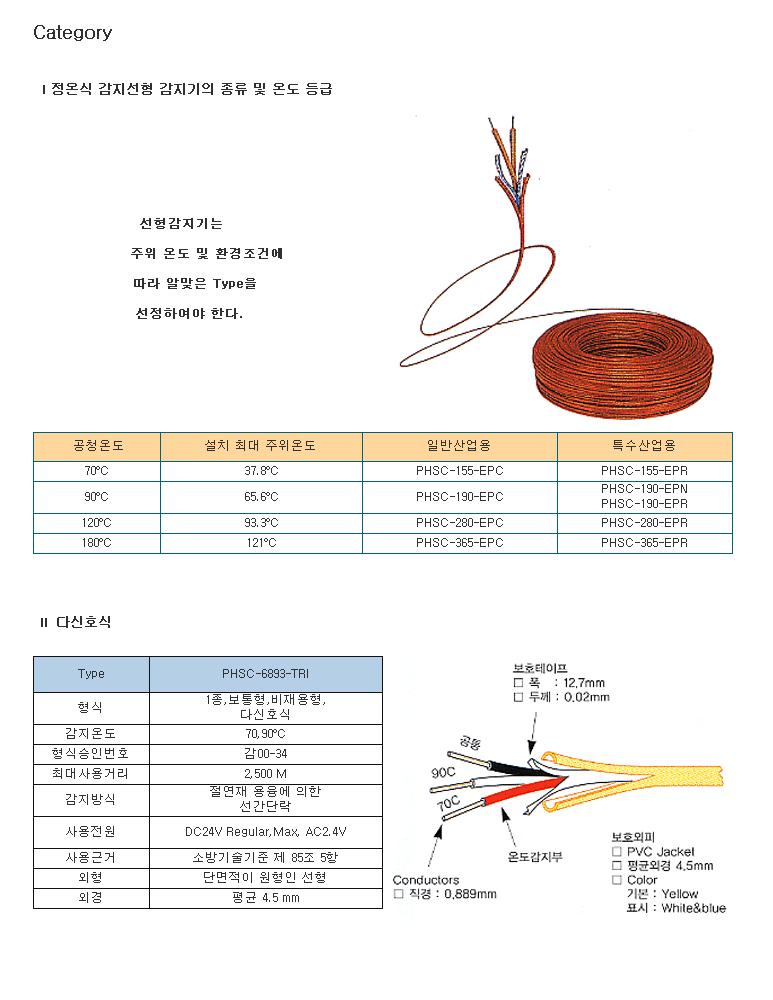 Category
I 정온식 감지선형 감지기의 종류 및 온도 등급
선형감지기는
주위 온도 및 환경조건에
따라 알맞은 Type을
선정하여야 한다.
공칭온도 설치 최대 주위온도 일반산업용 특수산업용
70℃ 37.8℃ PHSC-155-EPC PHSC-155-EPR
90℃ 65.6℃ PHSC-190-EPC PHSC-190-EPN
PHSC-190-EPR
120℃ 93.3℃ PHSC-280-EPC PHSC-280-EPR
180℃ 121℃ PHSC-365-EPC PHSC-365-EPR
II 다신호식
Type PHSC-6893-TRI
형식 1종,보통형,비재용형,
다신호식
감지온도 70,90℃
형식승인번호 감00-34
최대사용거리 2,500 M
감지방식 절연재 용융에 의한
선간단락
사용전원 DC24V Regular,Max, AC2.4V
사용근거 소방기술기준 제 85조 5항
외형 단면적이 원형인 선형
외경 평균 4.5 mm
보호테이프
□ 폭 : 12.7mm
□ 두께 : 0.02mm
공통
90C
70C
온도감지부
Conductors
□ 직경 : 0.889mm
보호외피
□ PVC Jacket
□ 평균외경 4.5mm
□ Color
기본 : Yellow
표시 : White&blue